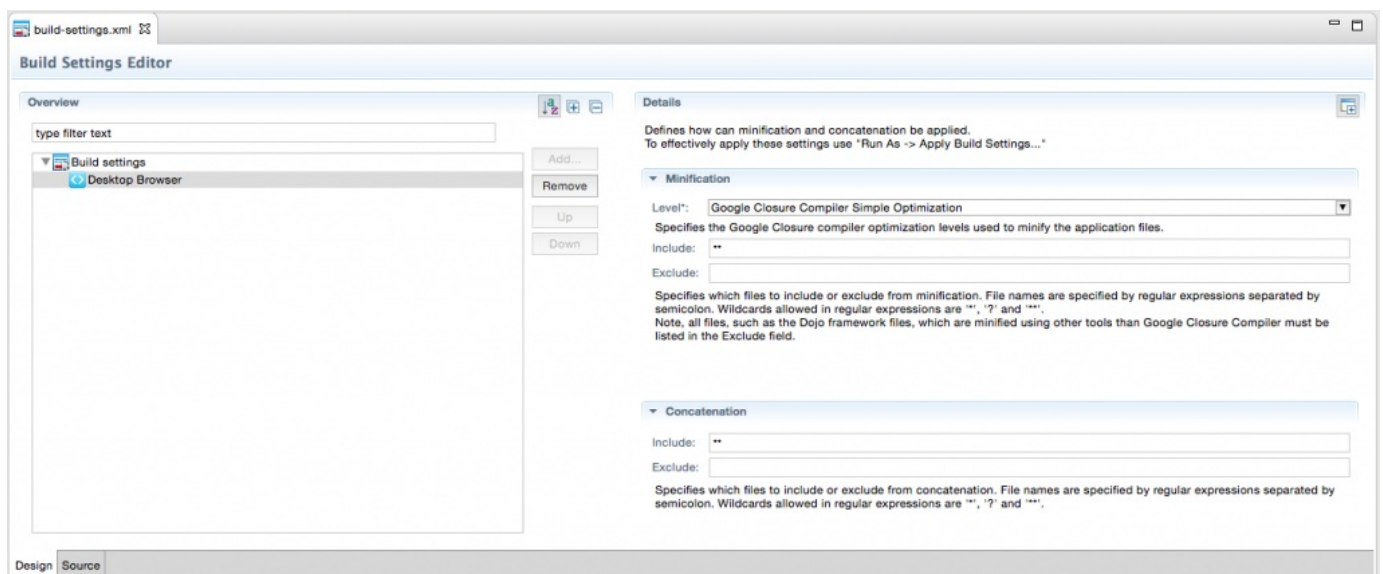 build-settings.xml
Build Settings Editor
Overview
type filter text
Build settings
Desktop Browser
Add...
Remove
Up
Down
Details
Defines how can minification and concatenation be applied.
To effectively apply these settings use "Run As -> Apply Build Settings..."
Minification
Level*: Google Closure Compiler Simple Optimization
Specifies the Google Closure compiler optimization levels used to minify the application files.
Include: **
Exclude:
Specifies which files to include or exclude from minification. File names are specified by regular expressions separated by
semicolon. Wildcards allowed in regular expressions are '*', '?' and '**'.
Note, all files, such as the Dojo framework files, which are minified using other tools than Google Closure Compiler must be
listed in the Exclude field.
Concatenation
Include: **
Exclude:
Specifies which files to include or exclude from concatenation. File names are specified by regular expressions separated by
semicolon. Wildcards allowed in regular expressions are '*', '?' and '**'.
Design Source